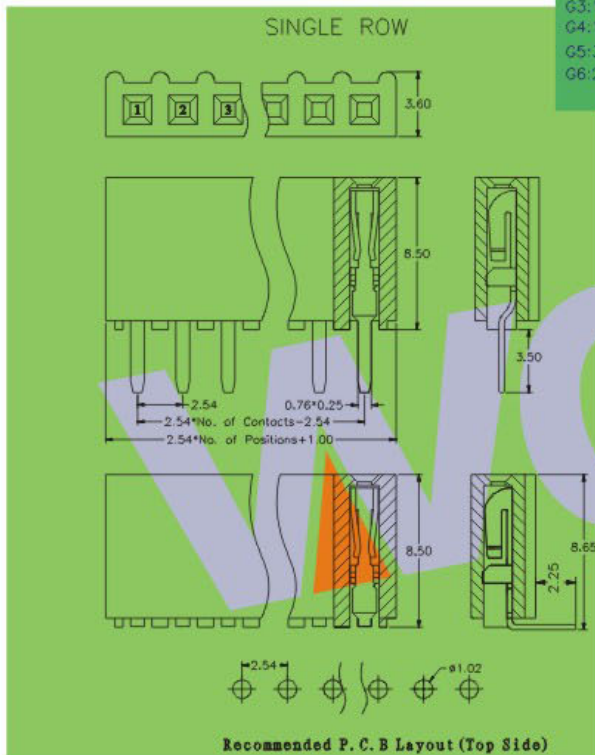 G3:
G4:
G5:
G6:
SINGLE ROW
1 2 3
3.60
8.50
3.50
2.54
0.76*0.25
2.54*No. of Contacts-2.54
2.54*No. of Positions+1.00
8.50
8.65
2.25
2.54
ø1.02
Recommended P. C. B Layout (Top Side)